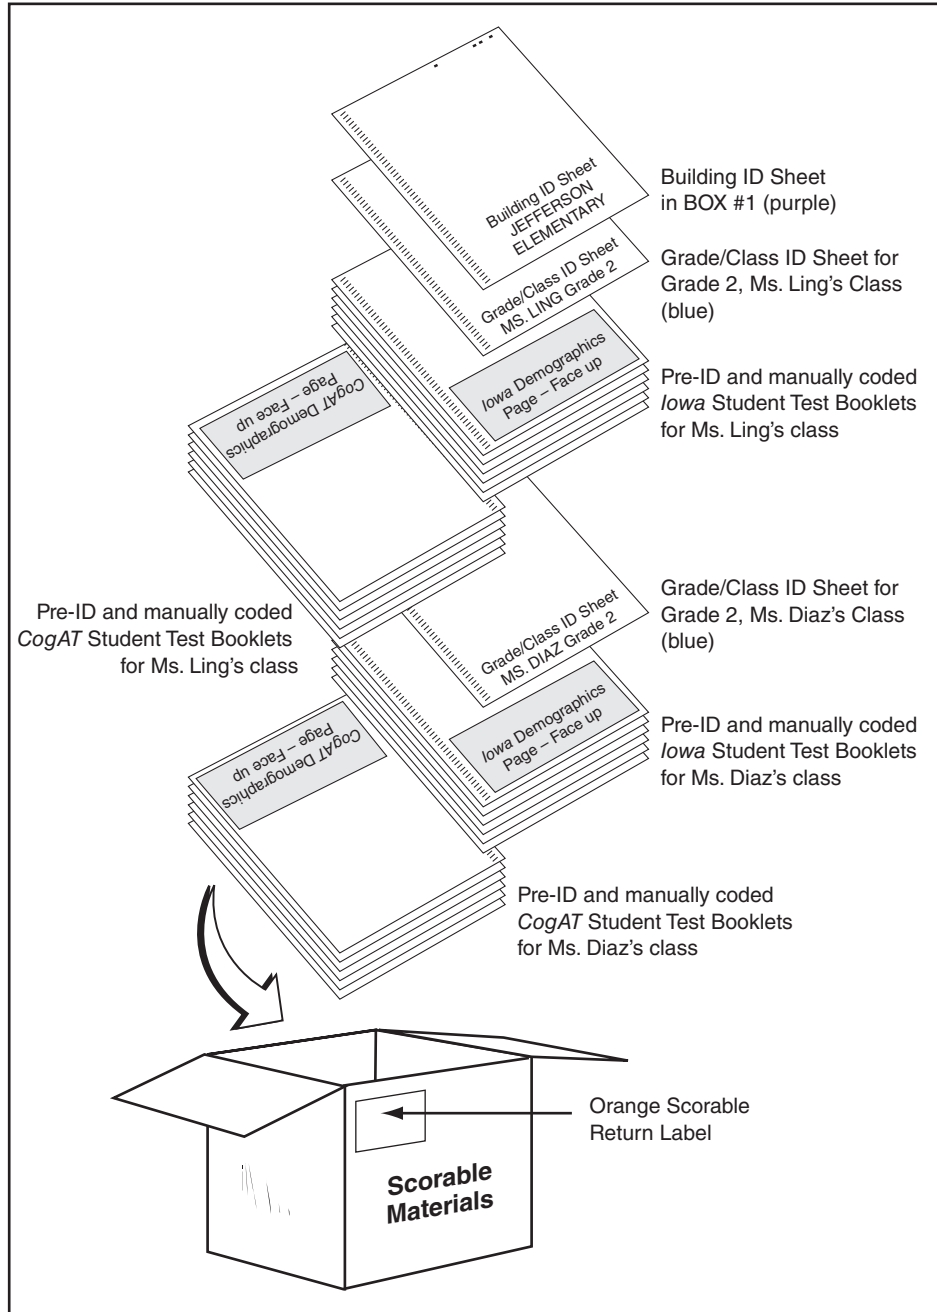 Building ID Sheet
JEFFERSON
ELEMENTARY
Building ID Sheet
in BOX #1 (purple)
Grade/Class ID Sheet
MS. LING Grade 2
Grade/Class ID Sheet for
Grade 2, Ms. Ling's Class
(blue)
Iowa Demographics
Page – Face up
Pre-ID and manually coded
Iowa Student Test Booklets
for Ms. Ling's class
CogAT Demographics
Page – Face up
Pre-ID and manually coded
CogAT Student Test Booklets
for Ms. Ling's class
Grade/Class ID Sheet
MS. DIAZ Grade 2
Grade/Class ID Sheet for
Grade 2, Ms. Diaz's Class
(blue)
Iowa Demographics
Page – Face up
Pre-ID and manually coded
Iowa Student Test Booklets
for Ms. Diaz's class
CogAT Demographics
Page – Face up
Pre-ID and manually coded
CogAT Student Test Booklets
for Ms. Diaz's class
Orange Scorable
Return Label
Scorable
Materials